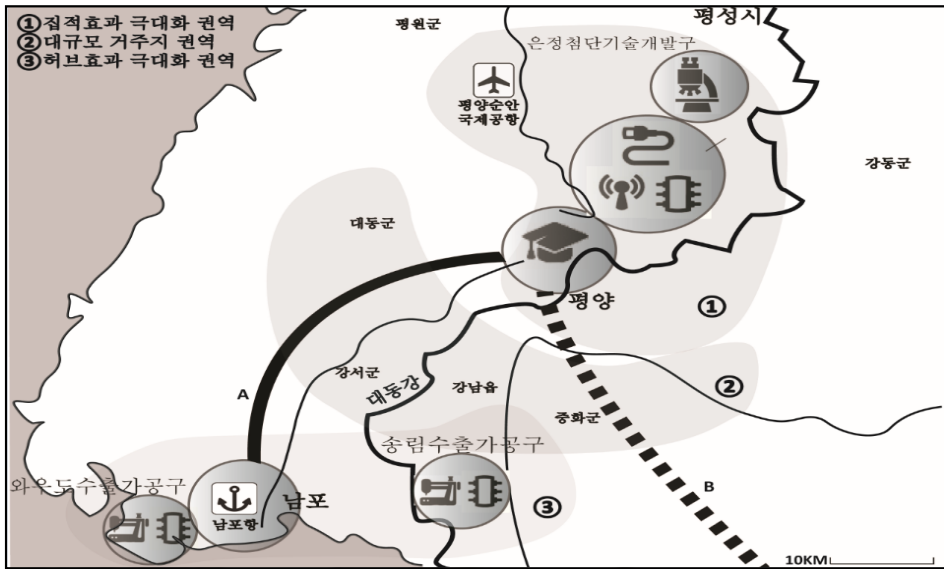 ①집적효과 극대화 권역
②대규모 거주지 권역
③허브효과 극대화 권역
평원군
평성시
은정첨단기술개발구
평양순안
국제공항
강동군
대동군
평양
①
A
강서군
대동강
강남읍
②
중화군
송림수출가공구
와우도수출가공구
남포
남포항
③
B
10KM